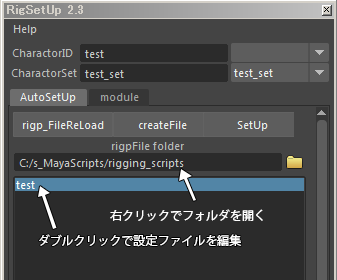 RigSetUp 2.3
Help
CharactorID test
CharactorSet test_set test_set
AutoSetUp module
rigp_FileReLoad createFile SetUp
rigpFile folder
C:/s_MayaScripts/rigging_scripts
test
右クリックでフォルダを開く
ダブルクリックで設定ファイルを編集